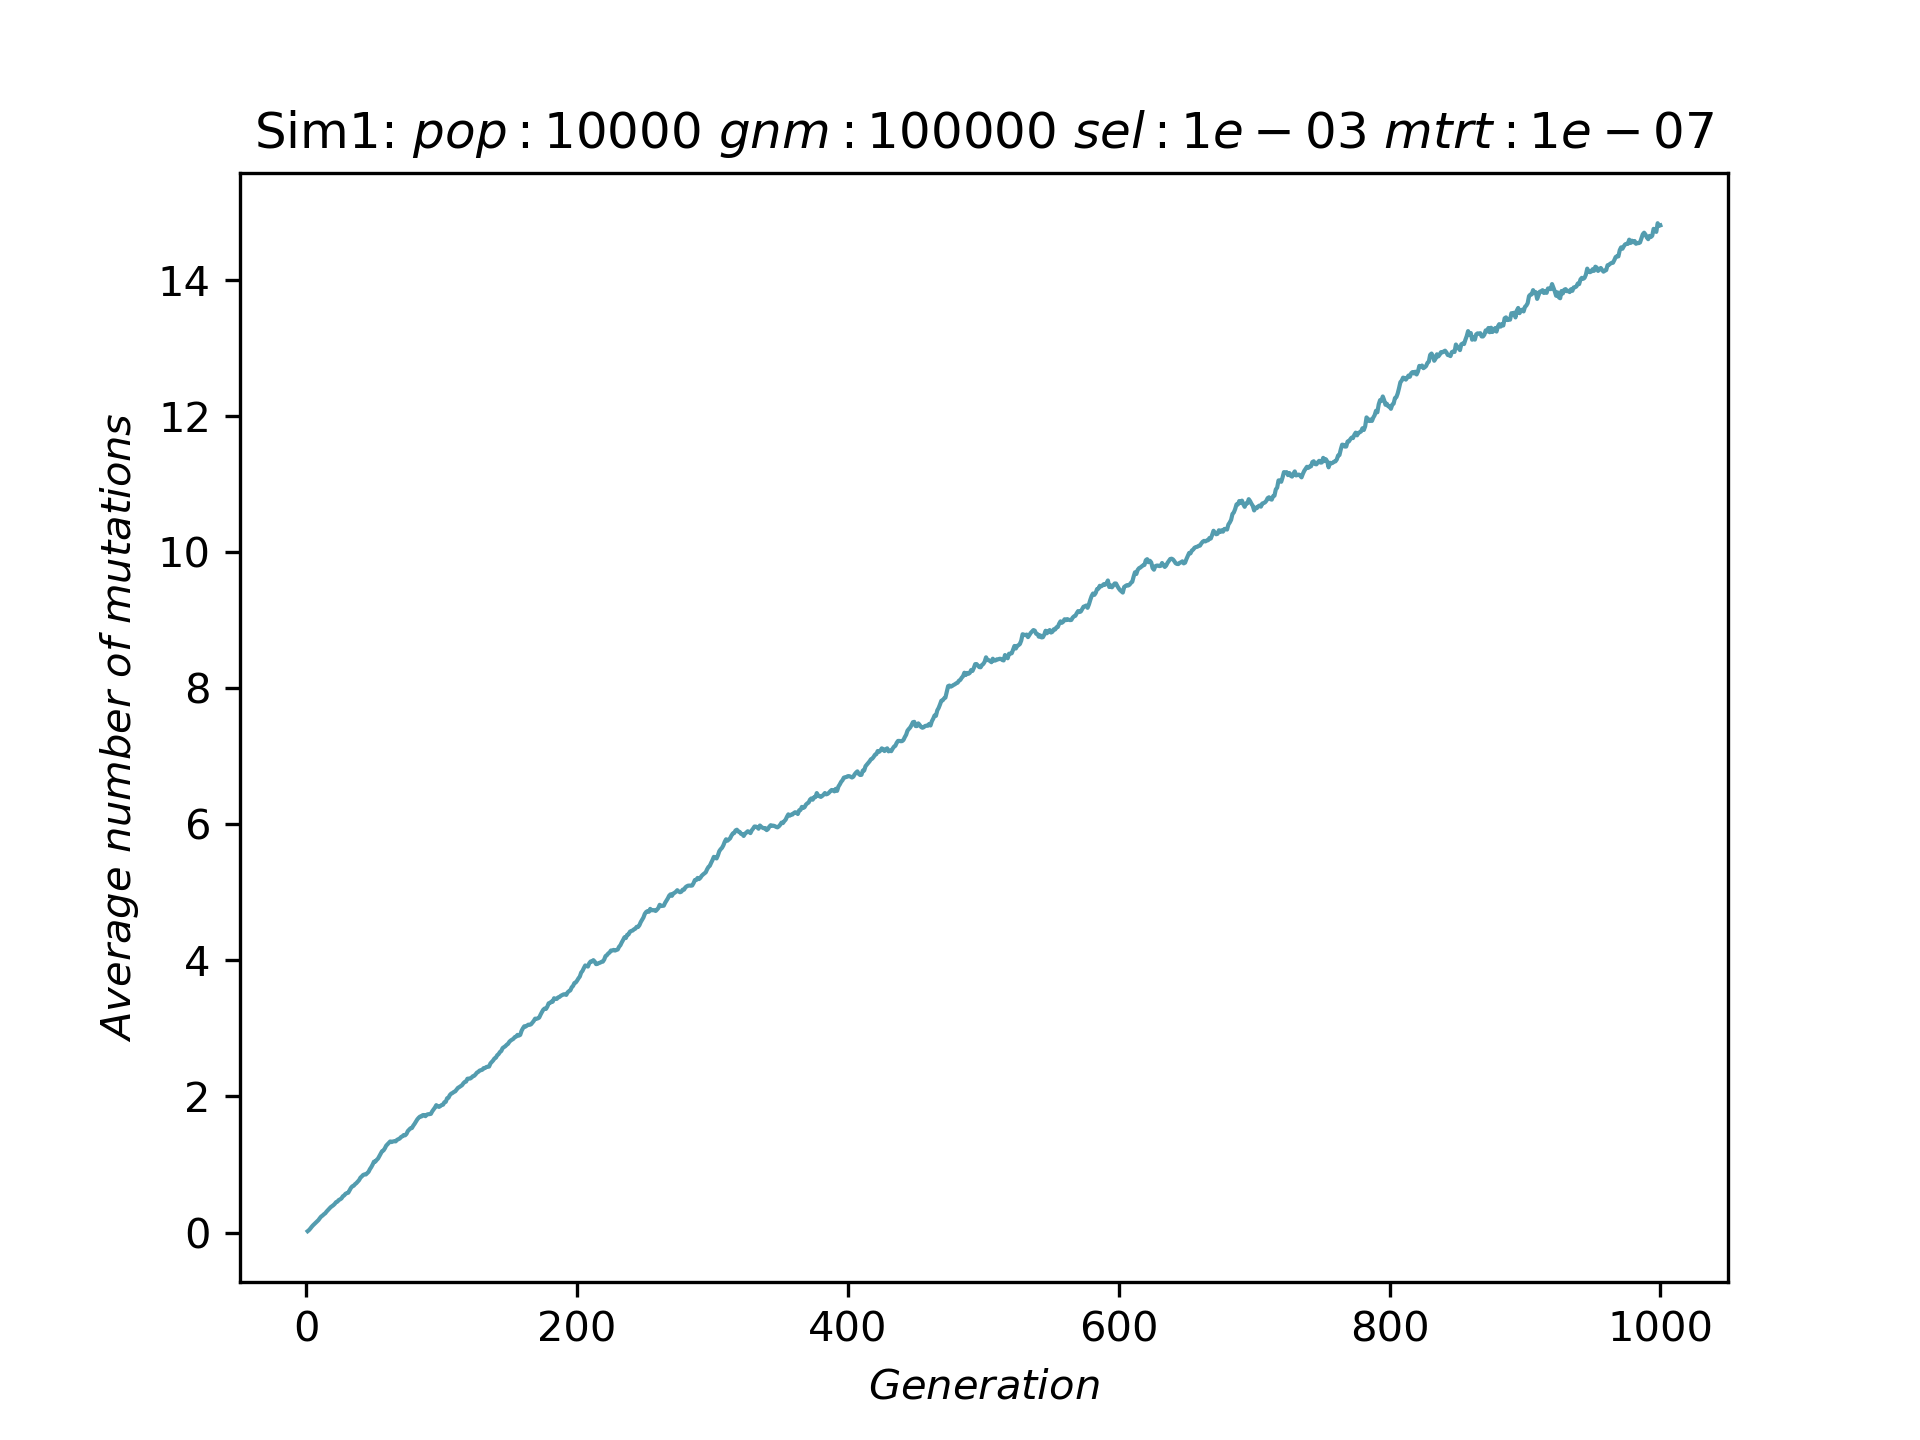 Sim1: pop : 10000 gnm : 100000 sel : 1e − 03 mtrt : 1e − 07
Average number of mutations
14
12
10
8
6
4
2
0
0 200 400 600 800 1000
Generation